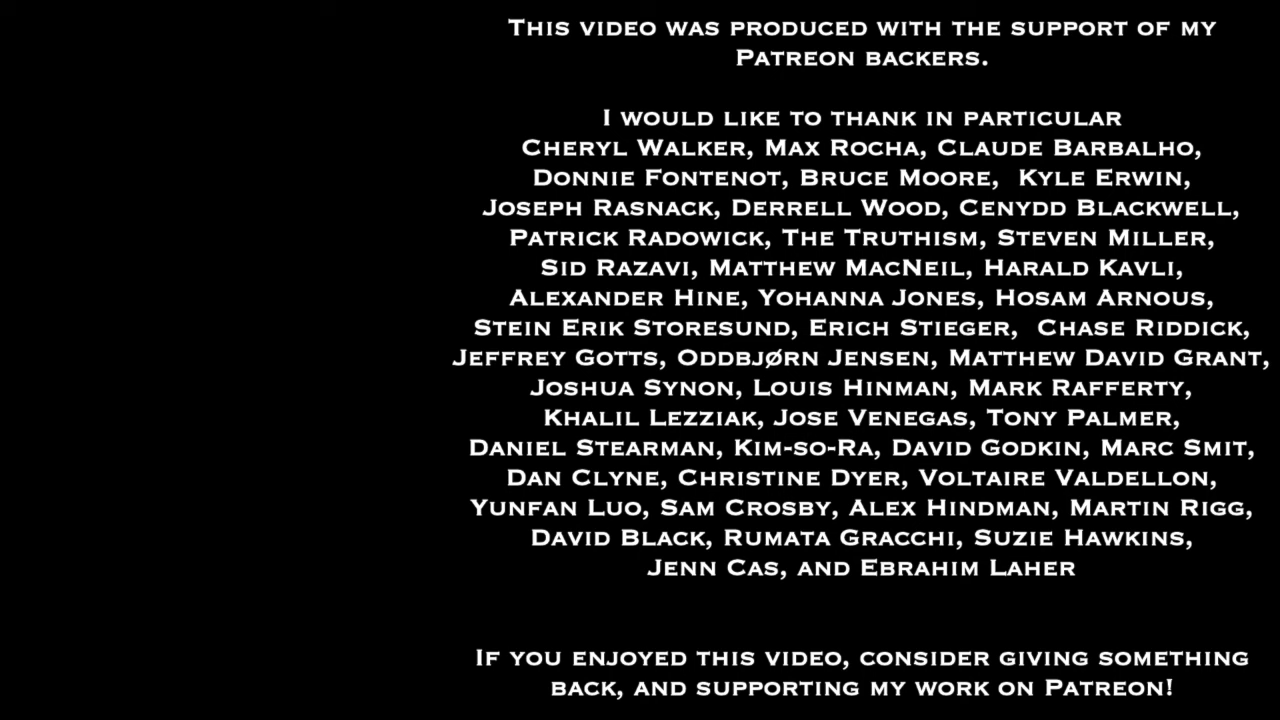 This video was produced with the support of my
Patreon backers.
I would like to thank in particular
Cheryl Walker, Max Rocha, Claude Barbalho,
Donnie Fontenot, Bruce Moore, Kyle Erwin,
Joseph Rasnack, Derrell Wood, Cenydd Blackwell,
Patrick Radowick, The Truthism, Steven Miller,
Sid Razavi, Matthew MacNeil, Harald Kavli,
Alexander Hine, Yohanna Jones, Hosam Arnous,
Stein Erik Storesund, Erich Stieger, Chase Riddick,
Jeffrey Gotts, Oddbjørn Jensen, Matthew David Grant,
Joshua Synon, Louis Hinman, Mark Rafferty,
Khalil Lezziak, Jose Venegas, Tony Palmer,
Daniel Stearman, Kim-so-Ra, David Godkin, Marc Smit,
Dan Clyne, Christine Dyer, Voltaire Valdellon,
Yunfan Luo, Sam Crosby, Alex Hindman, Martin Rigg,
David Black, Rumata Gracchi, Suzie Hawkins,
Jenn Cas, and Ebrahim Laher
If you enjoyed this video, consider giving something
back, and supporting my work on Patreon!